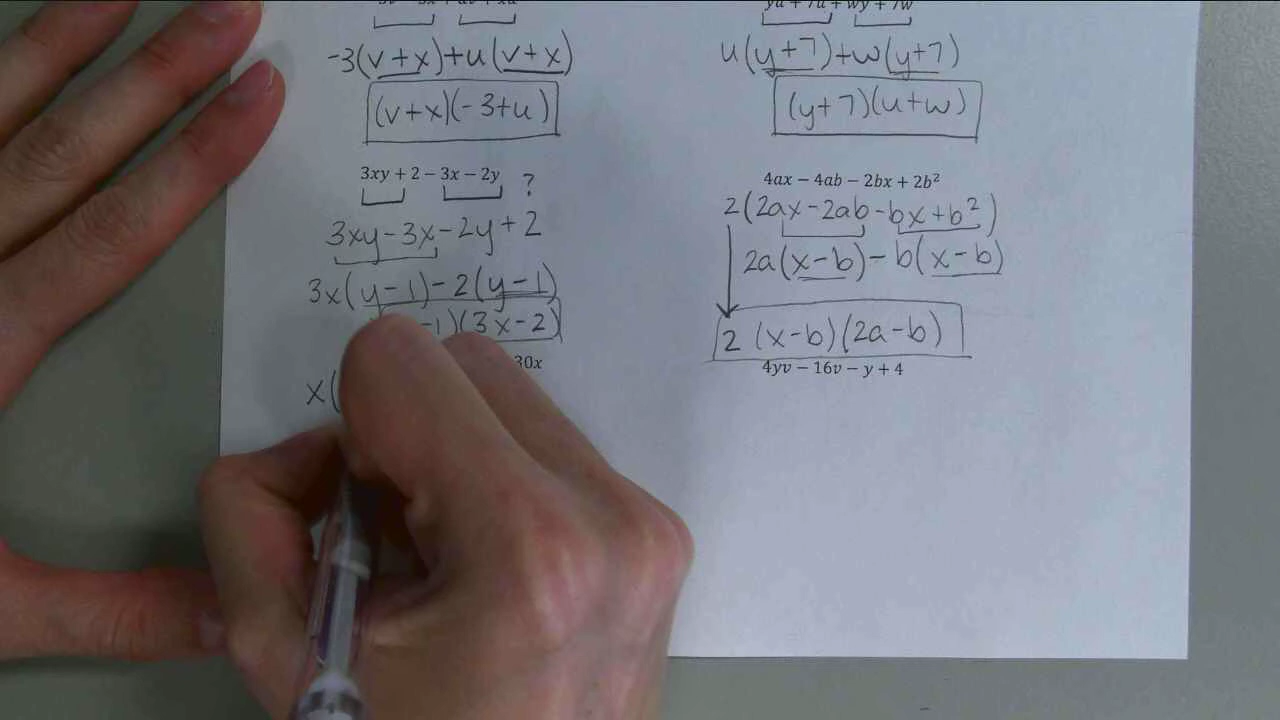 -3(v+x)+u(v+x)
(v+x)(-3+u)
3xy + 2 − 3x − 2y ?
3xy-3x-2y+2
3x(y-1)-2(y-1)
-1)(3x-2)
30x
x(
u(y+7)+w(y+7)
(y+7)(u+w)
4ax − 4ab − 2bx + 2b²
2(2ax-2ab-bx+b²)
2a(x-b)-b(x-b)
2(x-b)(2a-b)
4yv − 16v − y + 4